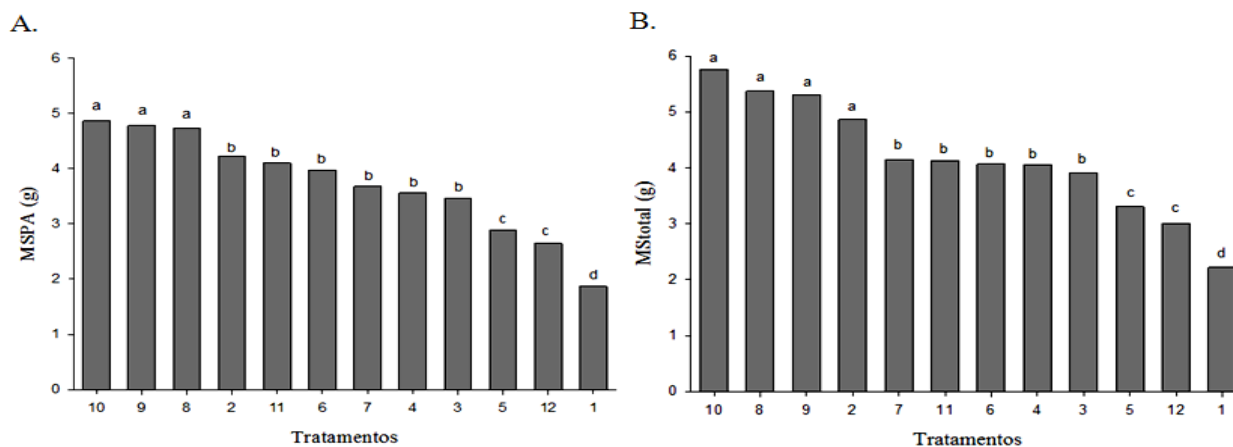 A.
MSPA (g)
6
5
4
3
2
1
0
a a a b b b b b b c c d
10 9 8 2 11 6 7 4 3 5 12 1
Tratamentos
B.
MStotal (g)
6
5
4
3
2
1
0
a a a a b b b b b c c d
10 8 9 2 7 11 6 4 3 5 12 1
Tratamentos